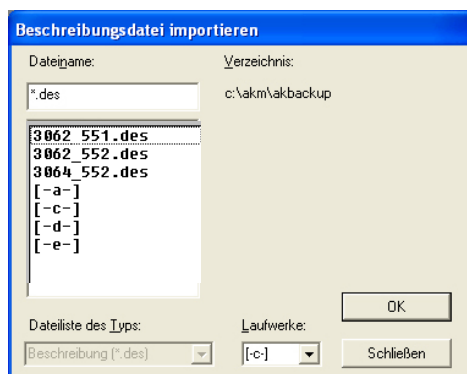 Beschreibungsdatei importieren
Dateiname:
Verzeichnis:
*.des
c:\akm\akbackup
3062_551.des
3062_552.des
3064_552.des
[-a-]
[-c-]
[-d-]
[-e-]
OK
Dateiliste des Typs:
Laufwerke:
Beschreibung (*.des)
[-c-]
Schließen